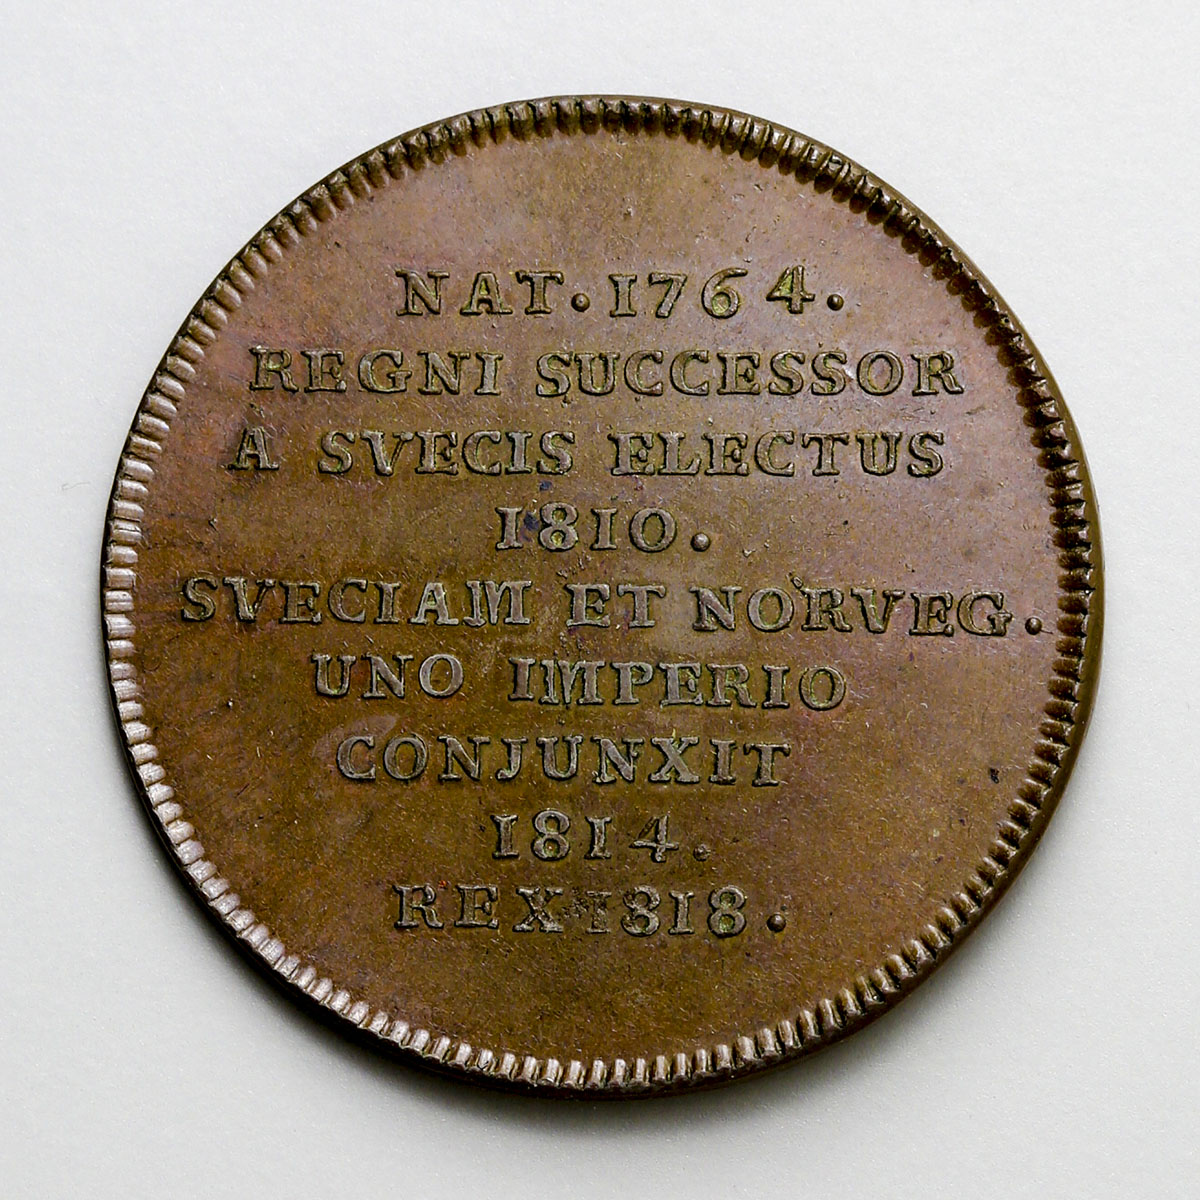 NAT. 1764.
REGNI SUCCESSOR
A SVECIS ELECTUS
1810.
SVECIAM ET NORVEG.
UNO IMPERIO
CONJUNXIT
1814.
REX 1818.